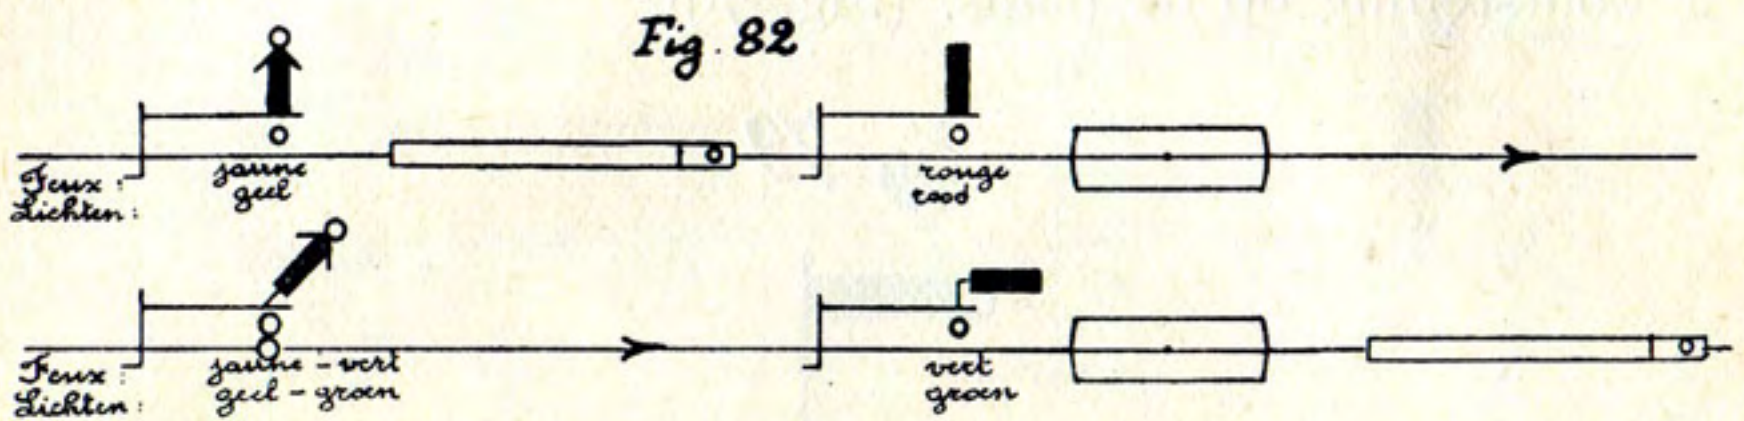 Fig. 82
Feux :
Lichten :
jaune
geel
rouge
rood
Feux :
Lichten :
jaune - vert
geel - groen
vert
groen